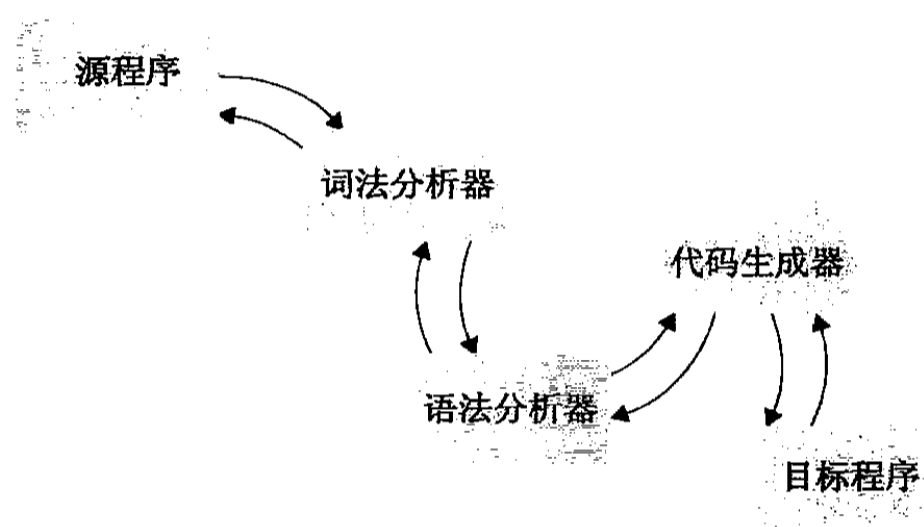 源程序
词法分析器
代码生成器
语法分析器
目标程序